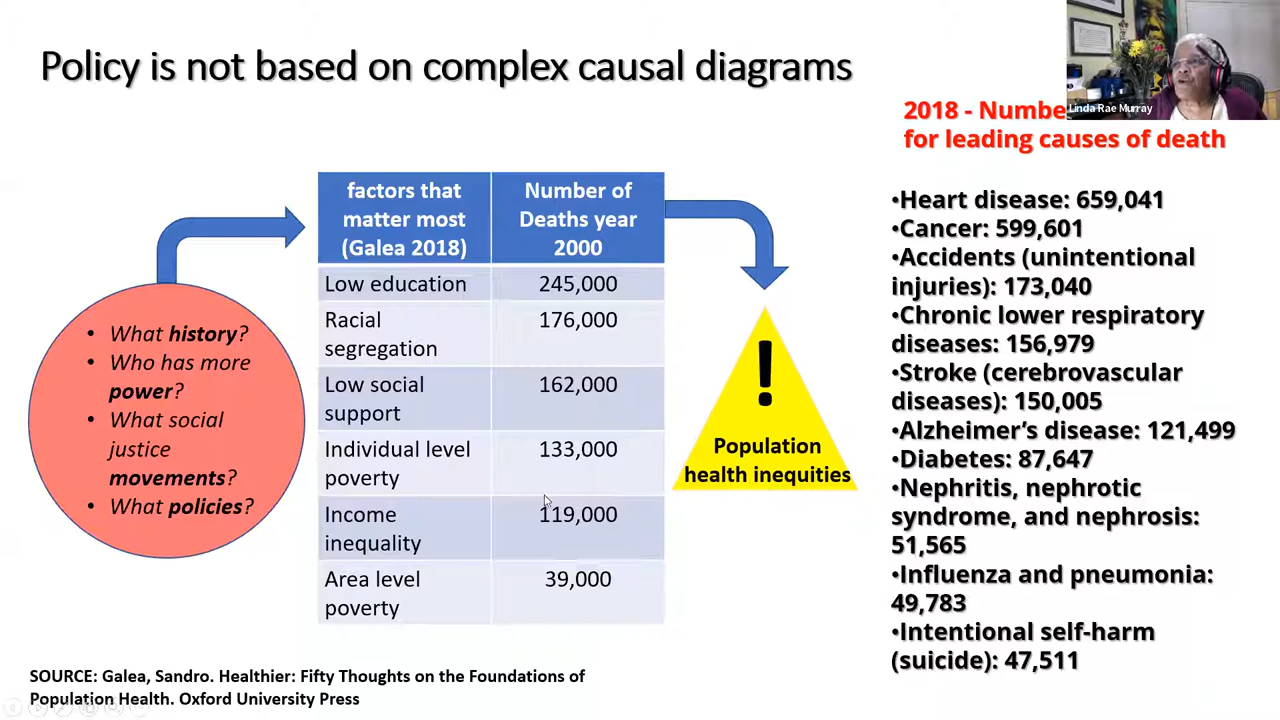 Policy is not based on complex causal diagrams
Linda Rae Murray
2018 - Numbe
for leading causes of death
• What history?
• Who has more
power?
• What social
justice
movements?
• What policies?
factors that
matter most
(Galea 2018)
Number of
Deaths year
2000
Low education
245,000
Racial
segregation
176,000
Low social
support
162,000
Individual level
poverty
133,000
Income
inequality
119,000
Area level
poverty
39,000
!
Population
health inequities
•Heart disease: 659,041
•Cancer: 599,601
•Accidents (unintentional
injuries): 173,040
•Chronic lower respiratory
diseases: 156,979
•Stroke (cerebrovascular
diseases): 150,005
•Alzheimer’s disease: 121,499
•Diabetes: 87,647
•Nephritis, nephrotic
syndrome, and nephrosis:
51,565
•Influenza and pneumonia:
49,783
•Intentional self-harm
(suicide): 47,511
SOURCE: Galea, Sandro. Healthier: Fifty Thoughts on the Foundations of
Population Health. Oxford University Press